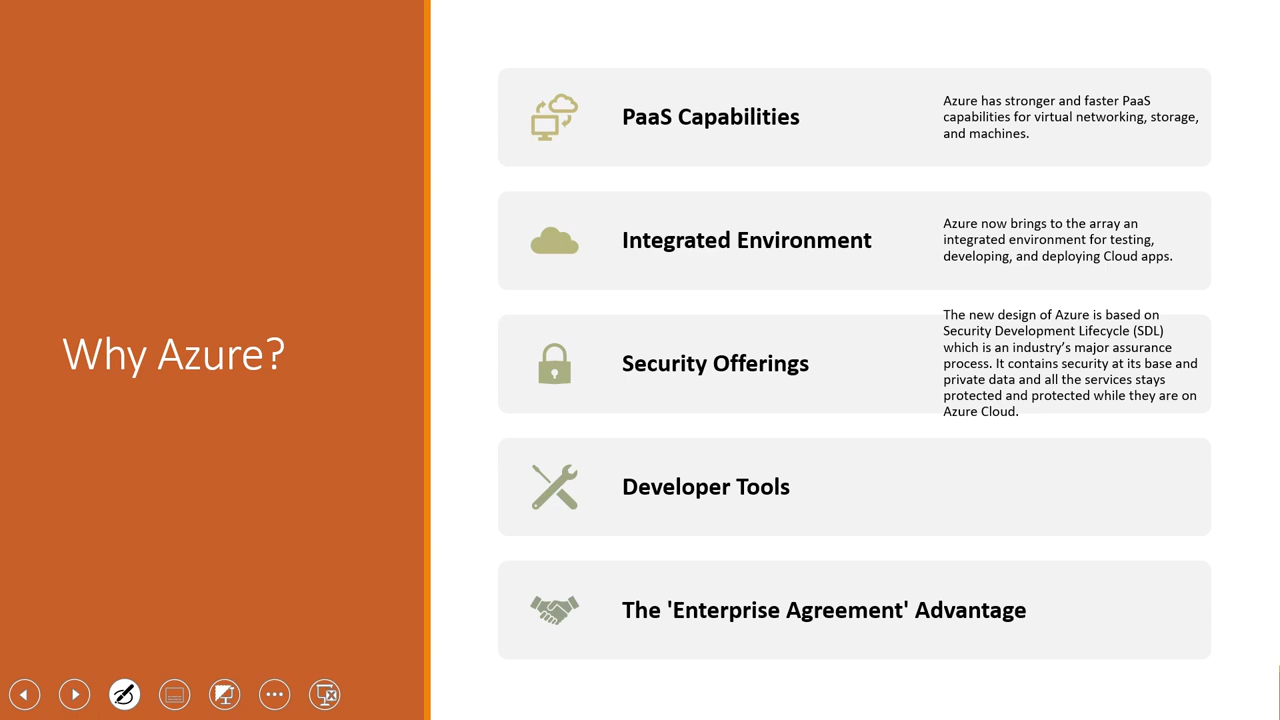 Why Azure?
PaaS Capabilities
Azure has stronger and faster PaaS
capabilities for virtual networking, storage,
and machines.
Integrated Environment
Azure now brings to the array an
integrated environment for testing,
developing, and deploying Cloud apps.
Security Offerings
The new design of Azure is based on
Security Development Lifecycle (SDL)
which is an industry's major assurance
process. It contains security at its base and
private data and all the services stays
protected and protected while they are on
Azure Cloud.
Developer Tools
The 'Enterprise Agreement' Advantage